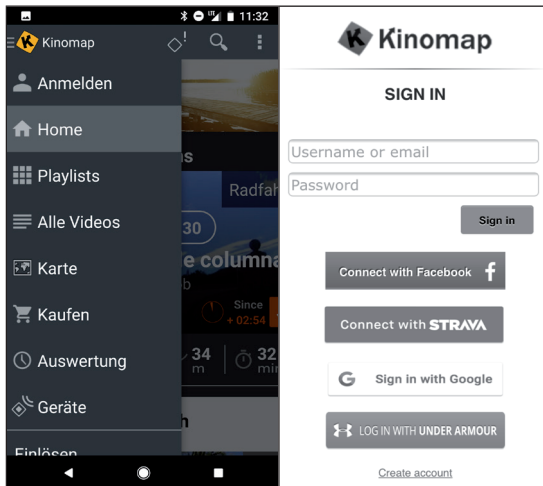 11:32
Kinomap
Anmelden
Home
Playlists
Alle Videos
Karte
Kaufen
Auswertung
Geräte
Einlösen
s
Radfah
30
e columna
b
Since
+ 02:54
34
m
32
min
h
Kinomap
SIGN IN
Username or email
Password
Sign in
Connect with Facebook
Connect with STRAVA
Sign in with Google
LOG IN WITH UNDER ARMOUR
Create account